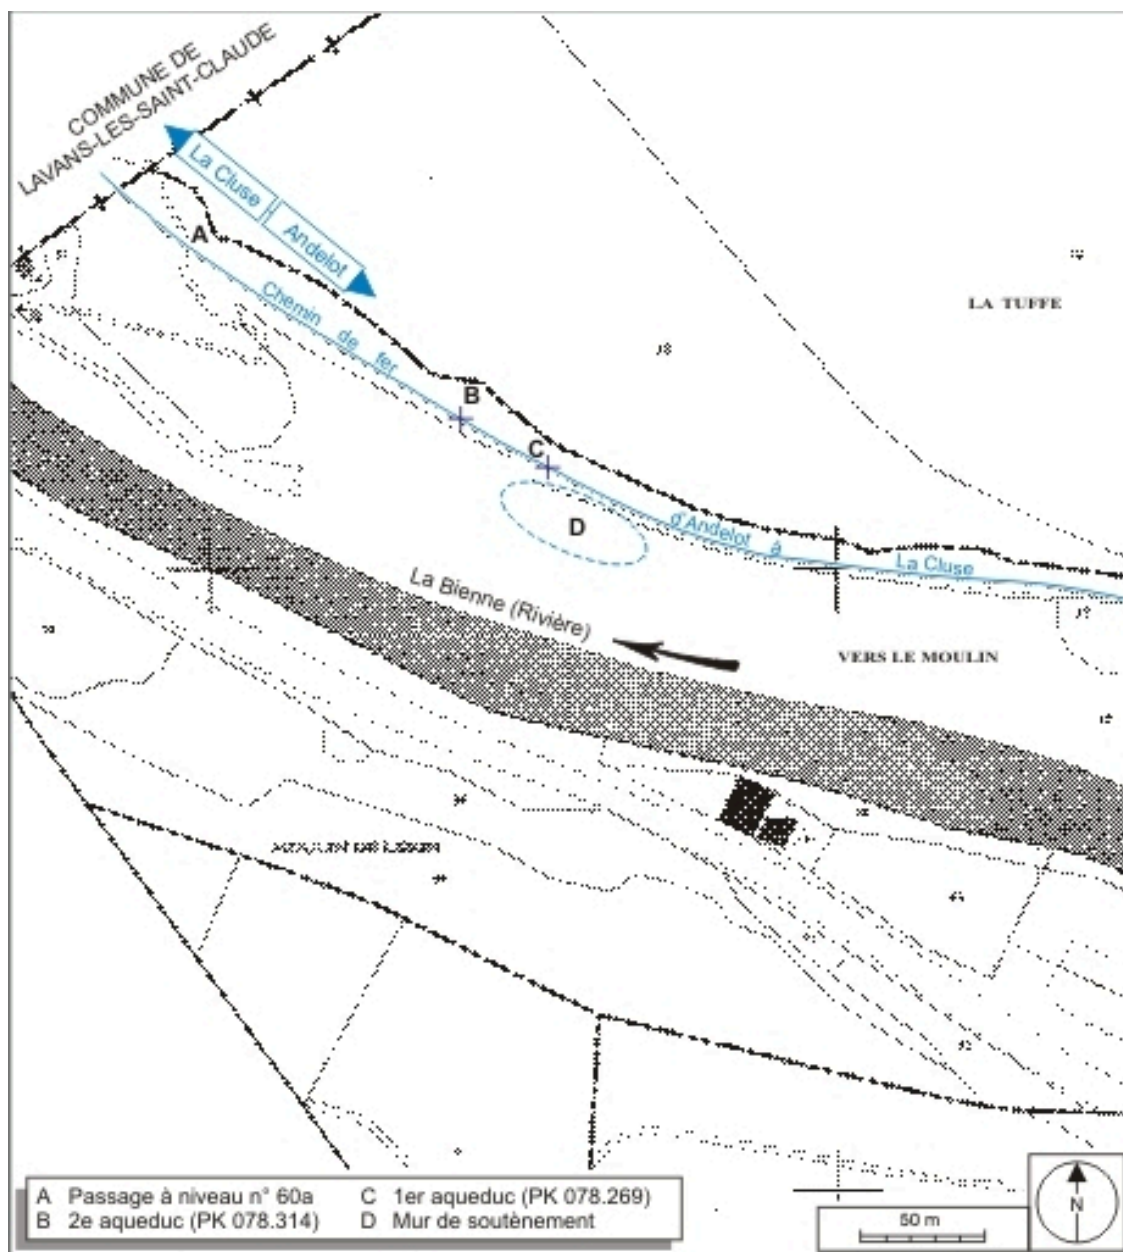 COMMUNE DE
LAVANS-LES-SAINT-CLAUDE
La Cluse
Andelot
A
Chemin de fer
LA TUFFE
18
B
C
D
d'Andelot à
La Cluse
La Bienne (Rivière)
VERS LE MOULIN
A Passage à niveau n° 60a
B 2e aqueduc (PK 078.314)
C 1er aqueduc (PK 078.269)
D Mur de soutènement
50 m
N